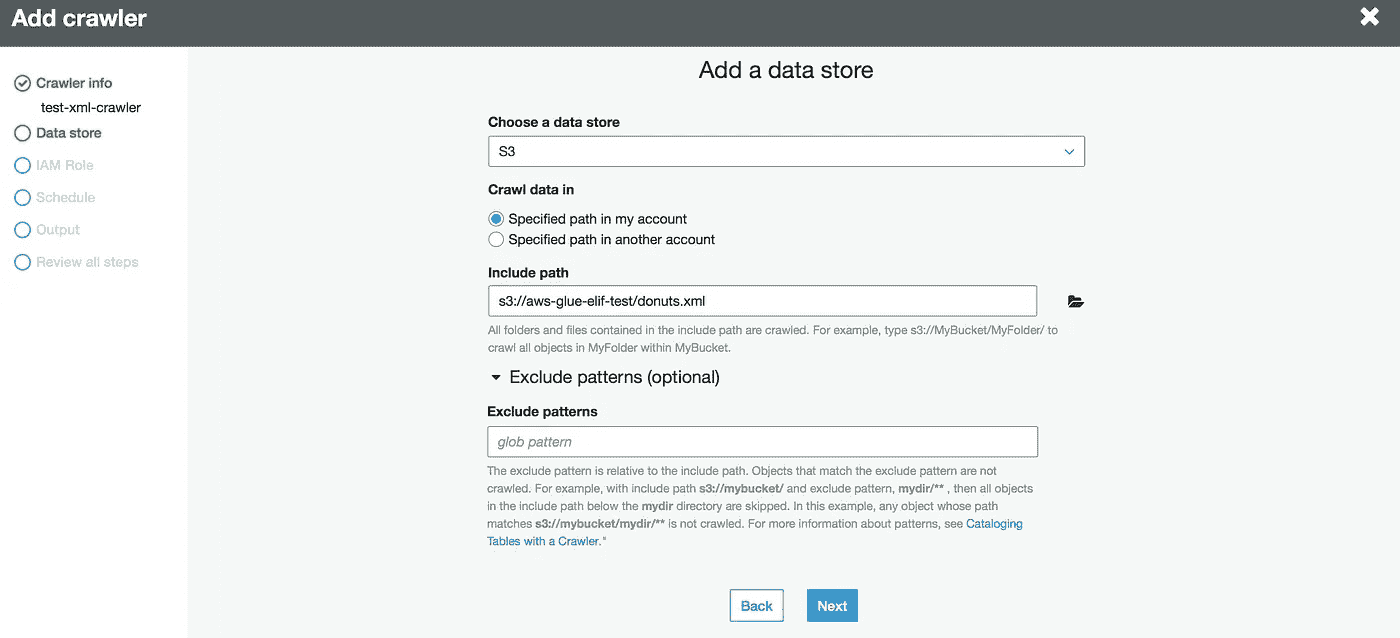 Add crawler
Crawler info
test-xml-crawler
Data store
IAM Role
Schedule
Output
Review all steps
Add a data store
Choose a data store
S3
Crawl data in
Specified path in my account
Specified path in another account
Include path
s3://aws-glue-elif-test/donuts.xml
All folders and files contained in the include path are crawled. For example, type s3://MyBucket/MyFolder/ to
crawl all objects in MyFolder within MyBucket.
Exclude patterns (optional)
Exclude patterns
glob pattern
The exclude pattern is relative to the include path. Objects that match the exclude pattern are not
crawled. For example, with include path s3://mybucket/ and exclude pattern, mydir/** , then all objects
in the include path below the mydir directory are skipped. In this example, any object whose path
matches s3://mybucket/mydir/** is not crawled. For more information about patterns, see Cataloging
Tables with a Crawler."
Back
Next